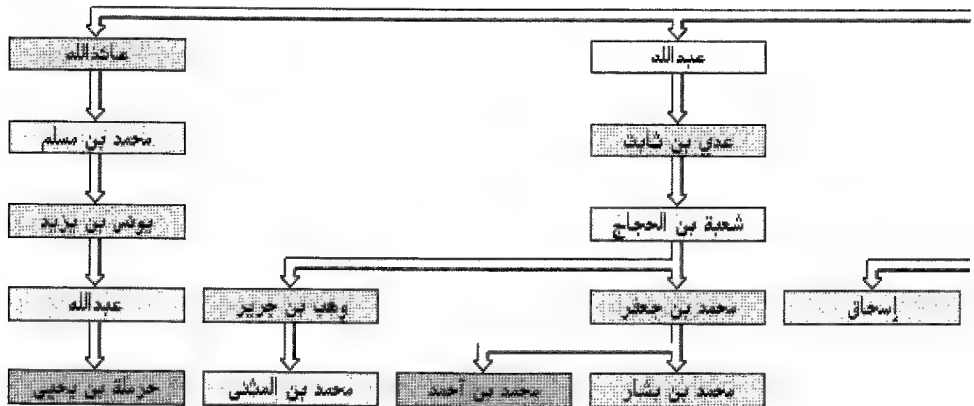 عبدالله
عائذالله
عدي بن ثابت
محمد بن مسلم
شعبة بن الحجاج
يونس بن يزيد
إسحاق
محمد بن جعفر
وهب بن جرير
عبدالله
محمد بن بشار
محمد بن أحمد
محمد بن المثنى
حرملة بن يحيى